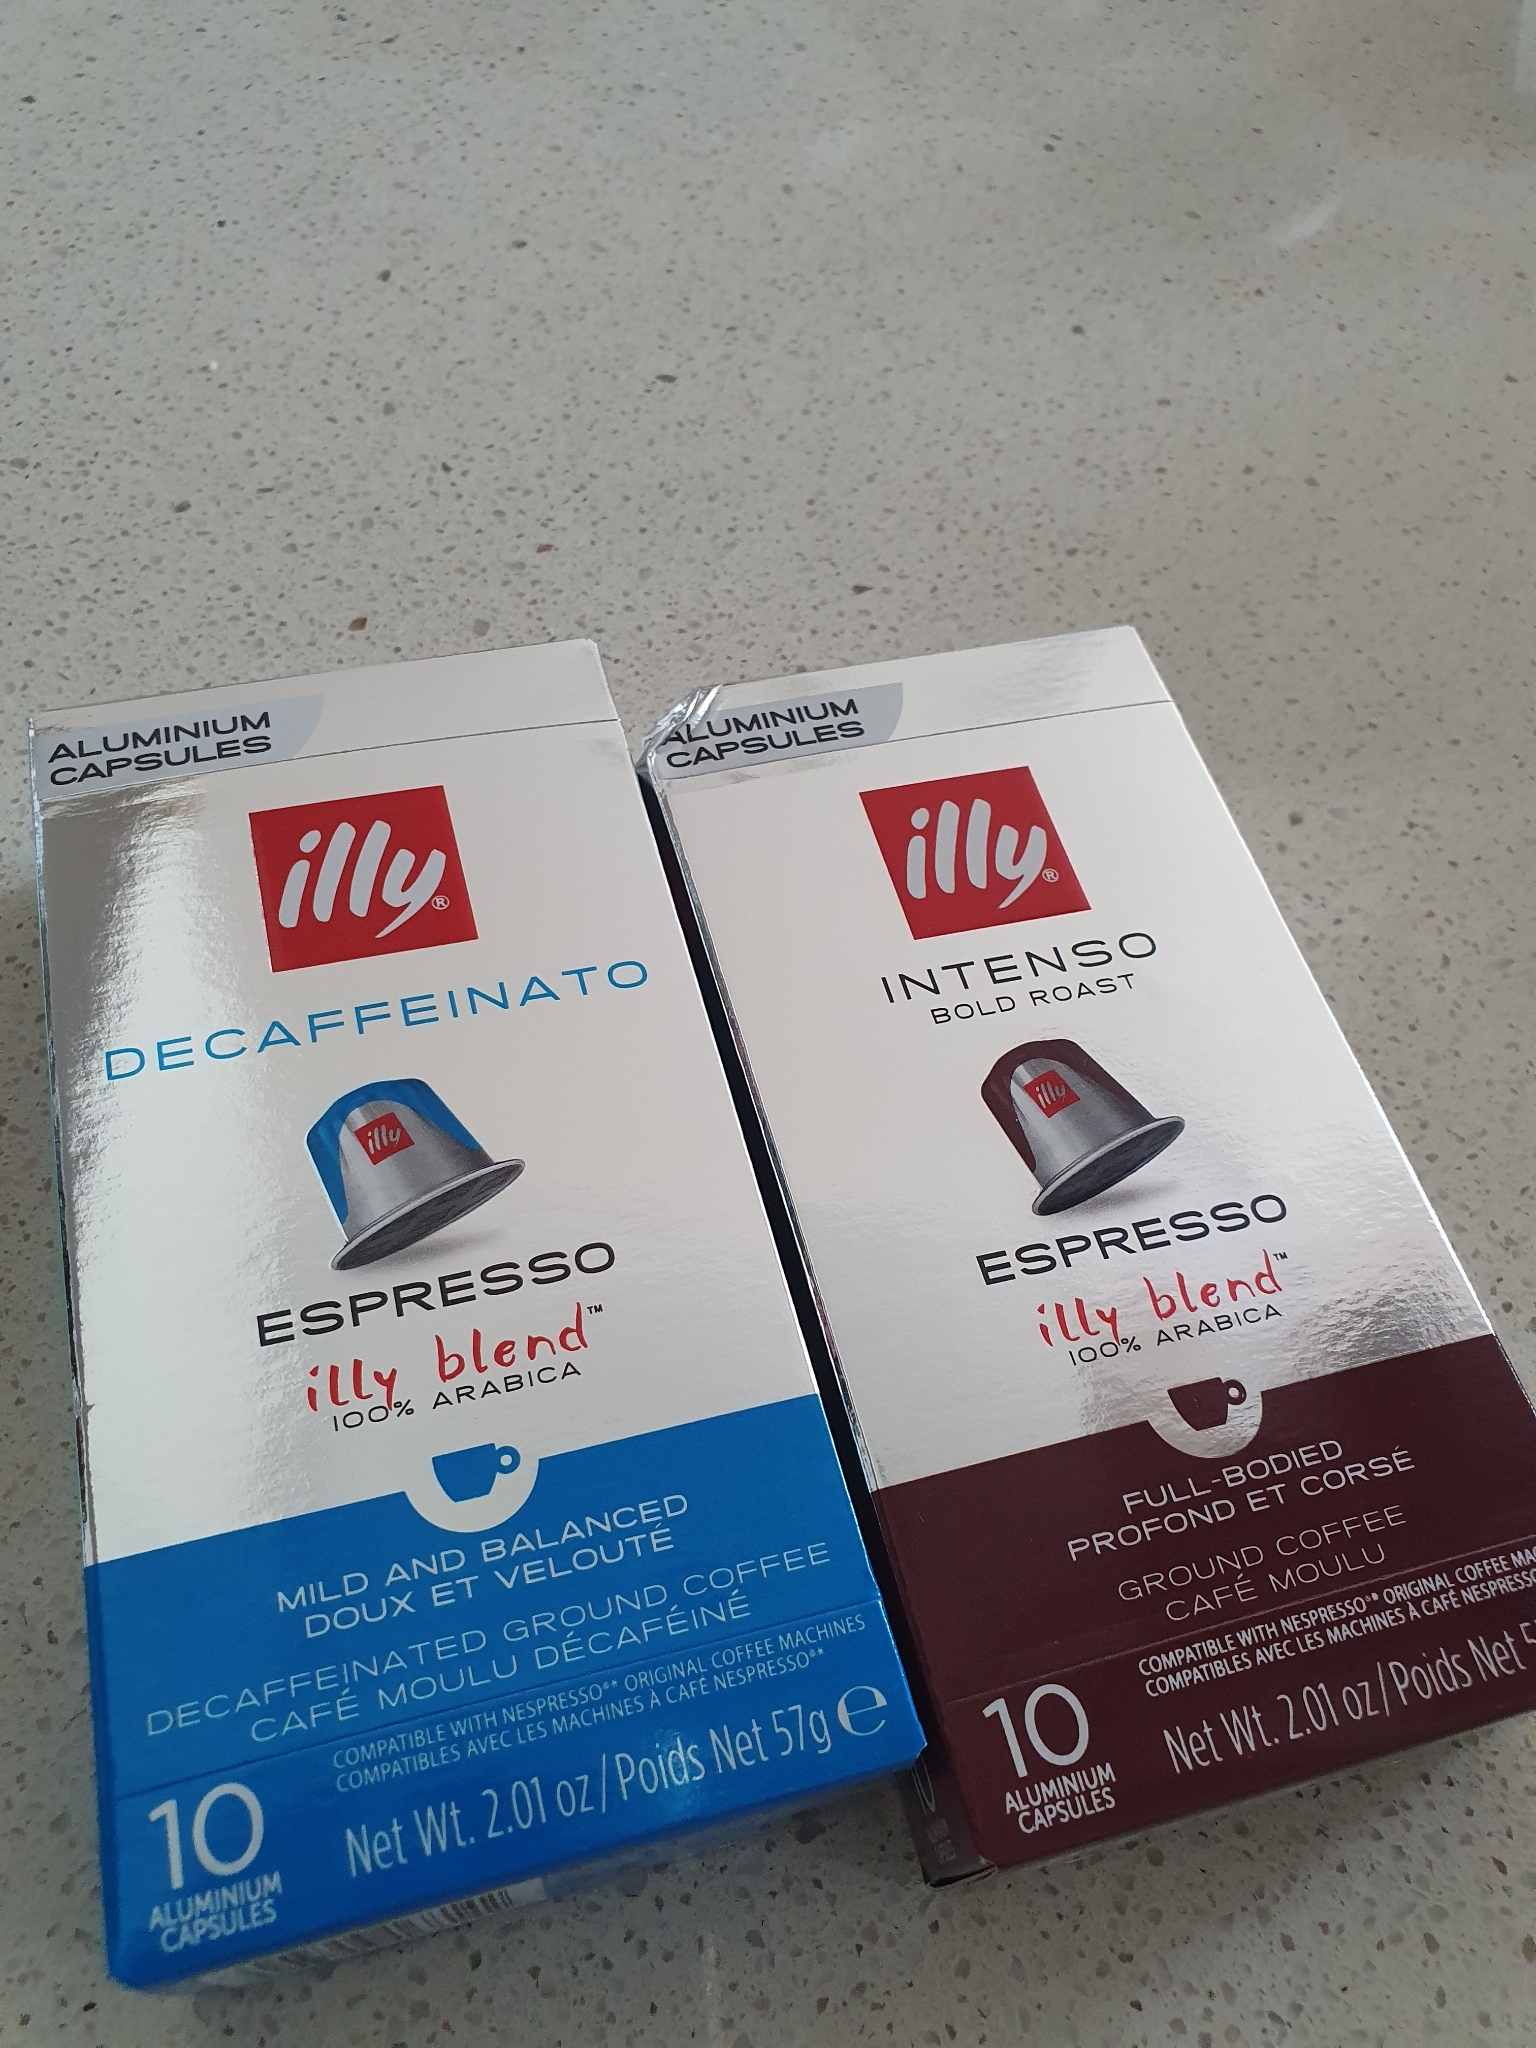 ALUMINIUM
CAPSULES
illy®
DECAFFEINATO
illy
ESPRESSO
illy blend™
100% ARABICA
MILD AND BALANCED
DOUX ET VELOUTÉ
DECAFFEINATED GROUND COFFEE
CAFÉ MOULU DÉCAFÉINÉ
COMPATIBLE WITH NESPRESSO®* ORIGINAL COFFEE MACHINES
COMPATIBLES AVEC LES MACHINES À CAFÉ NESPRESSO®*
10
ALUMINIUM
CAPSULES
Net Wt. 2.01 oz/Poids Net 57g ℮
ALUMINIUM
CAPSULES
illy®
INTENSO
BOLD ROAST
illy
ESPRESSO
illy blend™
100% ARABICA
FULL-BODIED
PROFOND ET CORSÉ
GROUND COFFEE
CAFÉ MOULU
COMPATIBLE WITH NESPRESSO®* ORIGINAL COFFEE
COMPATIBLES AVEC LES MACHINES À CAFÉ NESPRESSO
10
ALUMINIUM
CAPSULES
Net Wt. 2.01 oz/Poids Net
10